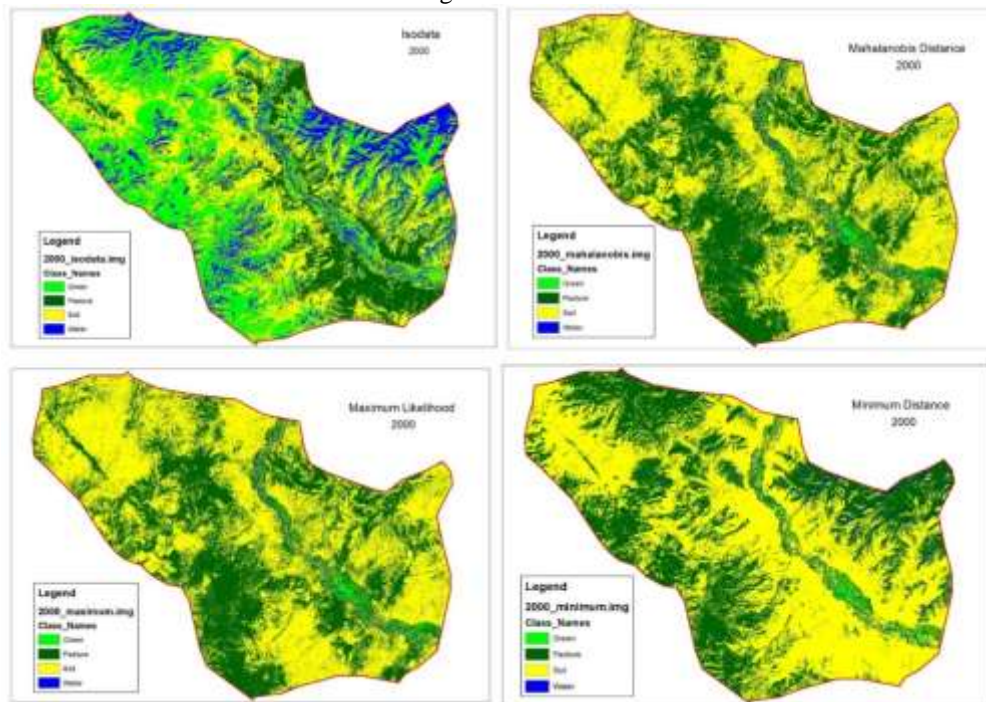 Isodata
2000
Legend
2000_isodata.img
Class_Names
Green
Pasture
Soil
Water
Mahalanobis Distance
2000
Legend
2000_mahalanobis.img
Class_Names
Green
Pasture
Soil
Water
Maximum Likelihood
2000
Legend
2000_maximum.img
Class_Names
Green
Pasture
Soil
Water
Minimum Distance
2000
Legend
2000_minimum.img
Class_Names
Green
Pasture
Soil
Water